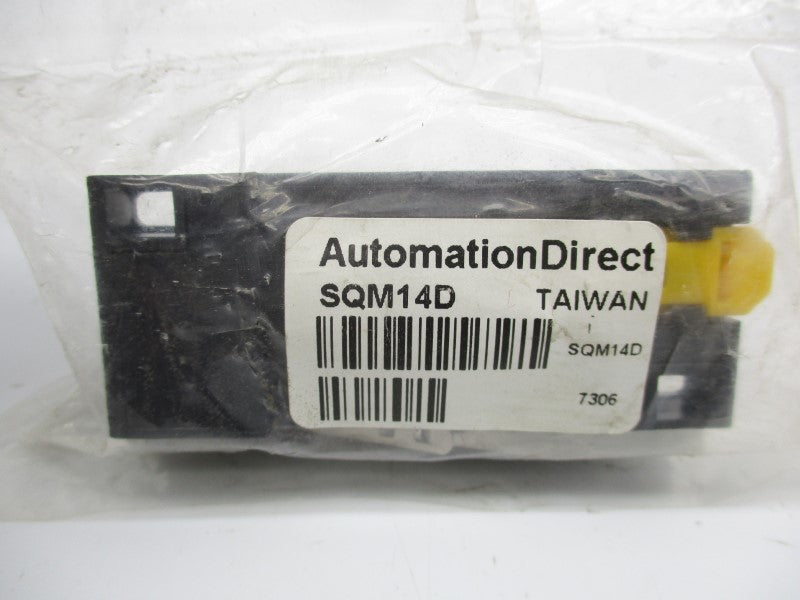 AutomationDirect
SQM14D TAIWAN
SQM14D
7306